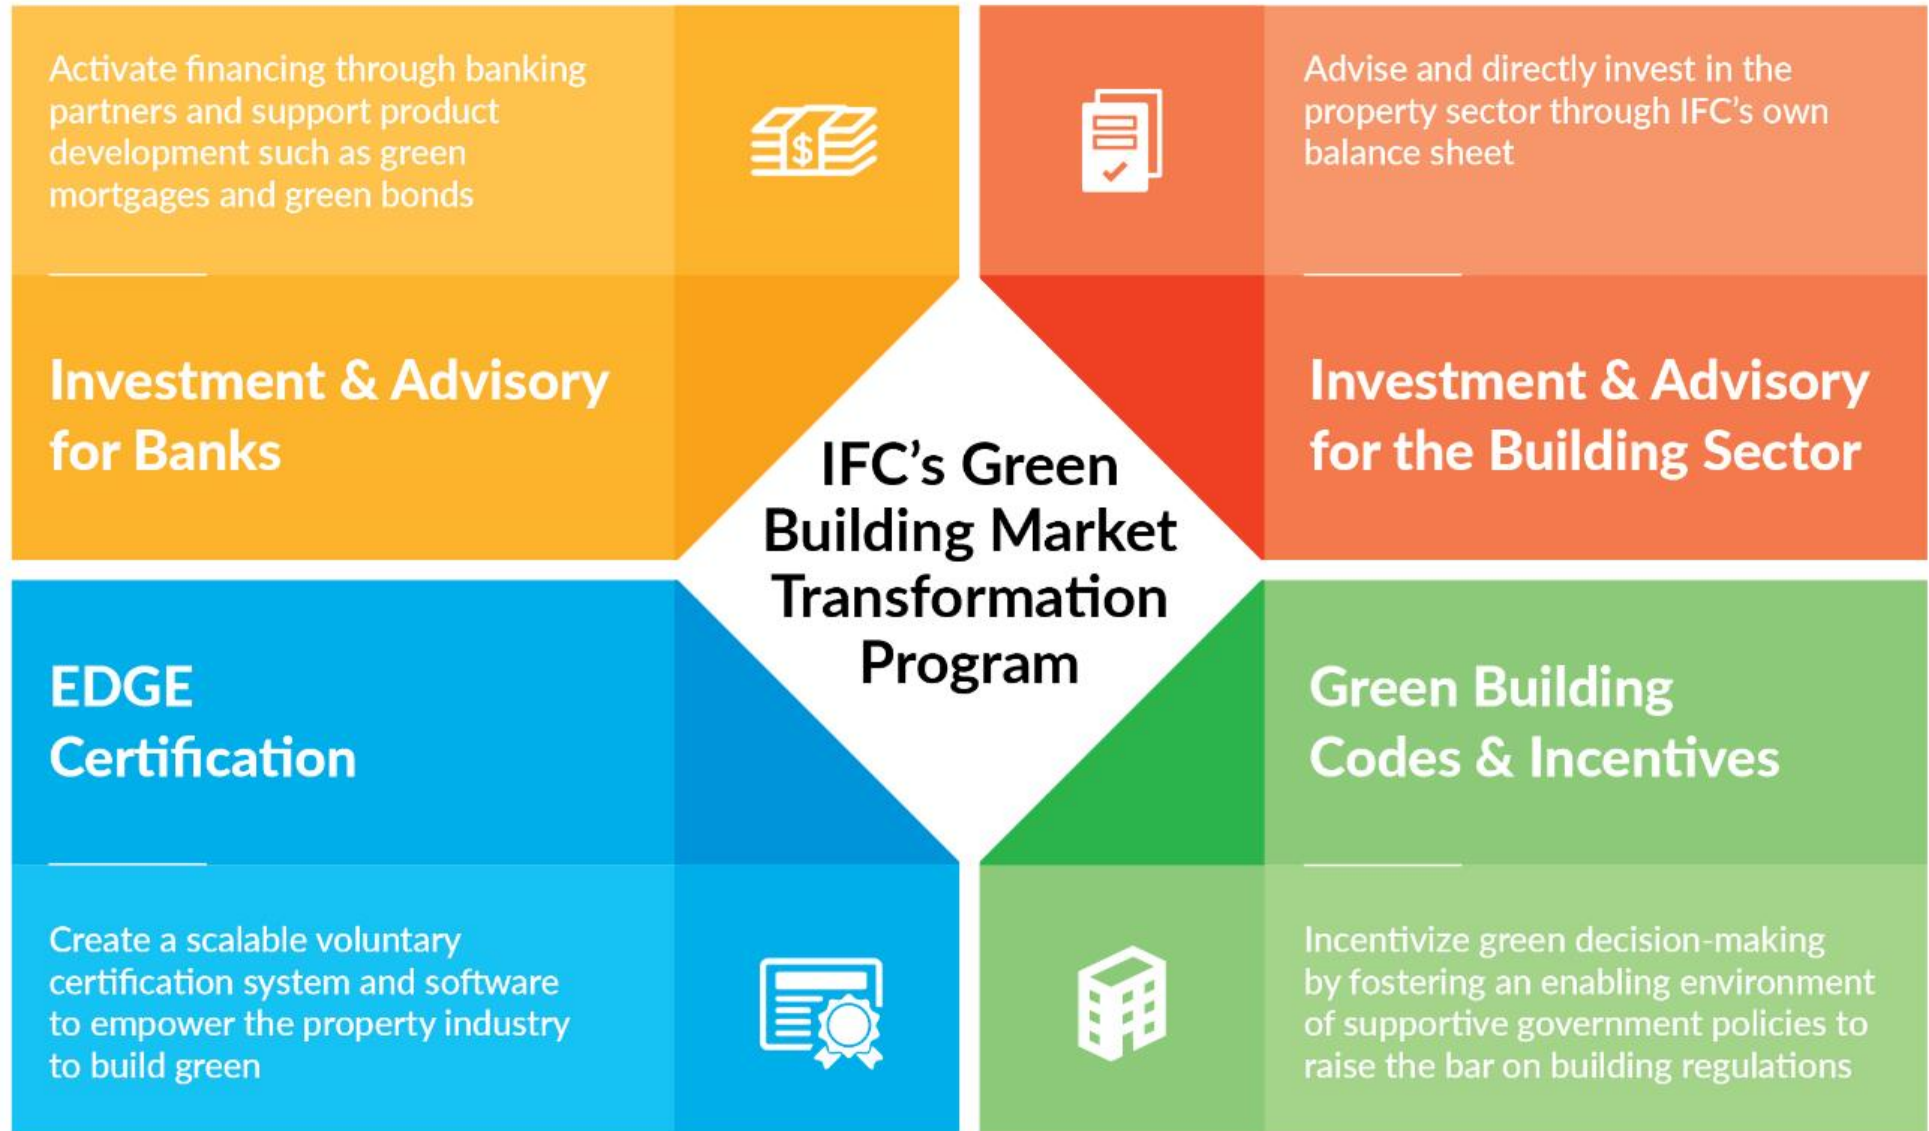 Activate financing through banking
partners and support product
development such as green
mortgages and green bonds
Investment & Advisory
for Banks
$
Advise and directly invest in the
property sector through IFC's own
balance sheet
Investment & Advisory
for the Building Sector
IFC's Green
Building Market
Transformation
Program
EDGE
Certification
Create a scalable voluntary
certification system and software
to empower the property industry
to build green
Green Building
Codes & Incentives
Incentivize green decision-making
by fostering an enabling environment
of supportive government policies to
raise the bar on building regulations